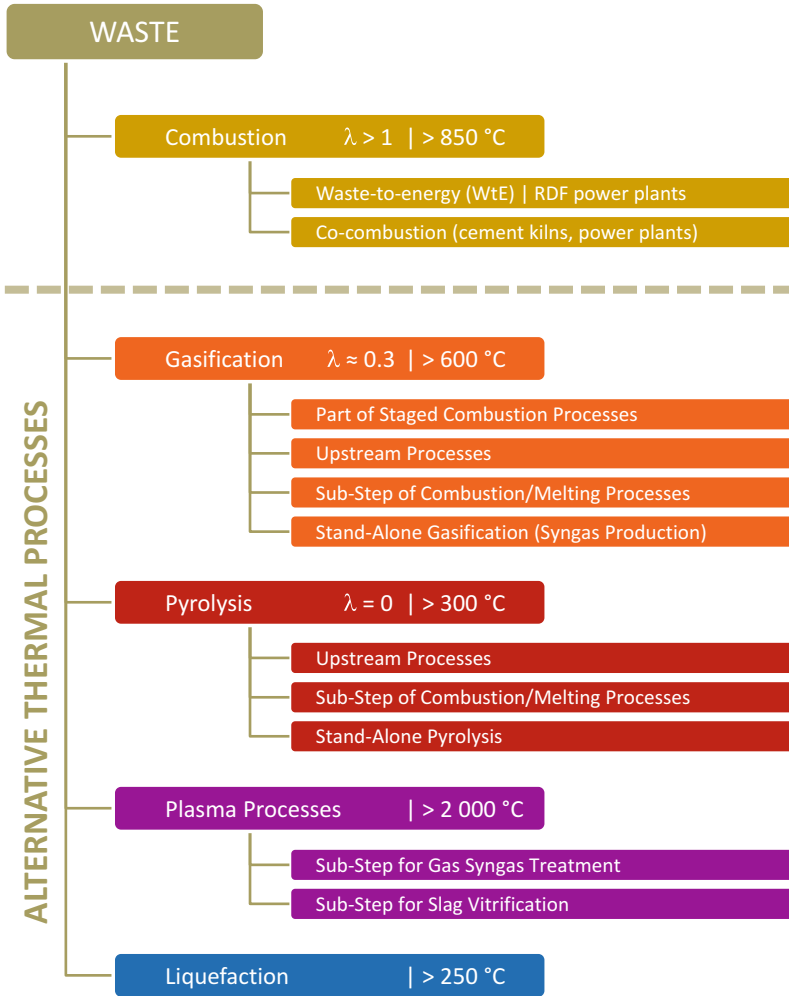 WASTE
Combustion λ > 1 | > 850 °C
Waste-to-energy (WtE) | RDF power plants
Co-combustion (cement kilns, power plants)
ALTERNATIVE THERMAL PROCESSES
Gasification λ ≈ 0.3 | > 600 °C
Part of Staged Combustion Processes
Upstream Processes
Sub-Step of Combustion/Melting Processes
Stand-Alone Gasification (Syngas Production)
Pyrolysis λ = 0 | > 300 °C
Upstream Processes
Sub-Step of Combustion/Melting Processes
Stand-Alone Pyrolysis
Plasma Processes | > 2 000 °C
Sub-Step for Gas Syngas Treatment
Sub-Step for Slag Vitrification
Liquefaction | > 250 °C